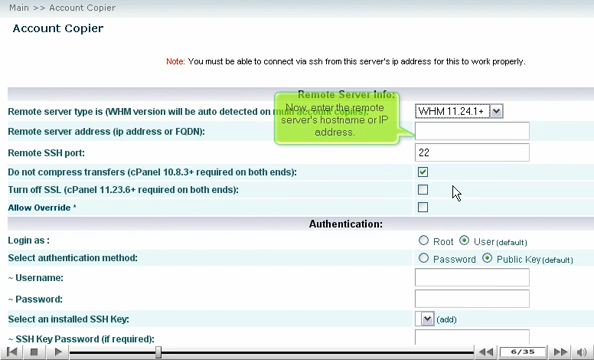 Main >> Account Copier
Account Copier
Note: You must be able to connect via ssh from this server's ip address for this to work properly.
Remote Server Info:
Remote server type is (WHM version will be auto detected on multi account copies): WHM 11.24.1+
Now, enter the remote
server's hostname or IP
address.
Remote server address (ip address or FQDN):
Remote SSH port: 22
Do not compress transfers (cPanel 10.8.3+ required on both ends):
Turn off SSL (cPanel 11.23.6+ required on both ends):
Allow Override *
Authentication:
Login as : Root User (default)
Select authentication method: Password Public Key (default)
~ Username:
~ Password:
Select an installed SSH Key: (add)
~ SSH Key Password (if required):
6/35